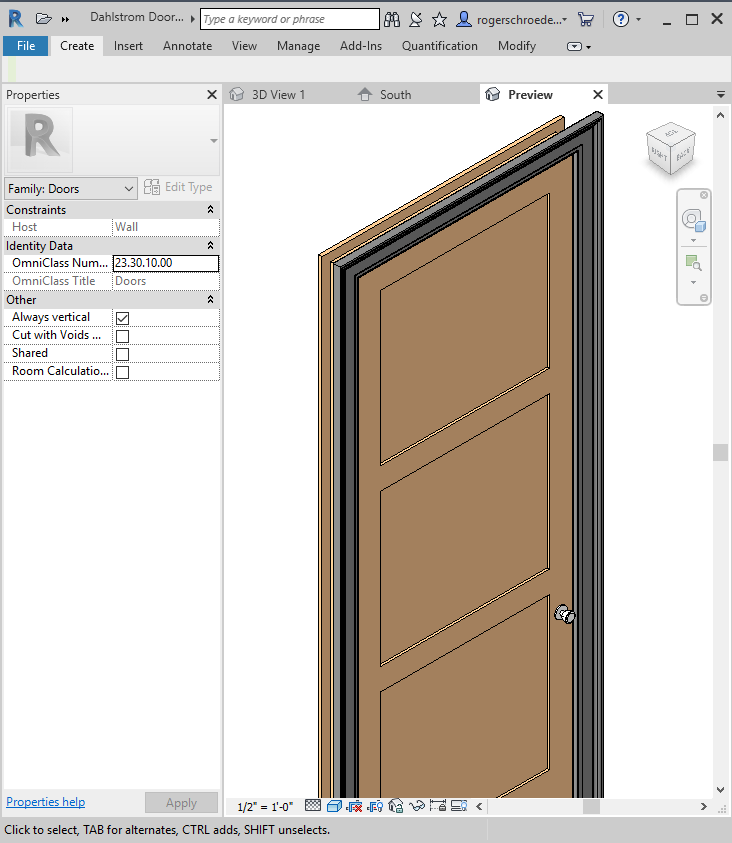 Dahlstrom Door...
Type a keyword or phrase
rogerschroede...
File
Create
Insert
Annotate
View
Manage
Add-Ins
Quantification
Modify
Properties
3D View 1
South
Preview
R
Family: Doors
Edit Type
Constraints
Host
Wall
Identity Data
OmniClass Num...
23.30.10.00
OmniClass Title
Doors
Other
Always vertical
Cut with Voids ...
Shared
Room Calculatio...
RIGHT
BACK
Properties help
Apply
1/2" = 1'-0"
Click to select, TAB for alternates, CTRL adds, SHIFT unselects.